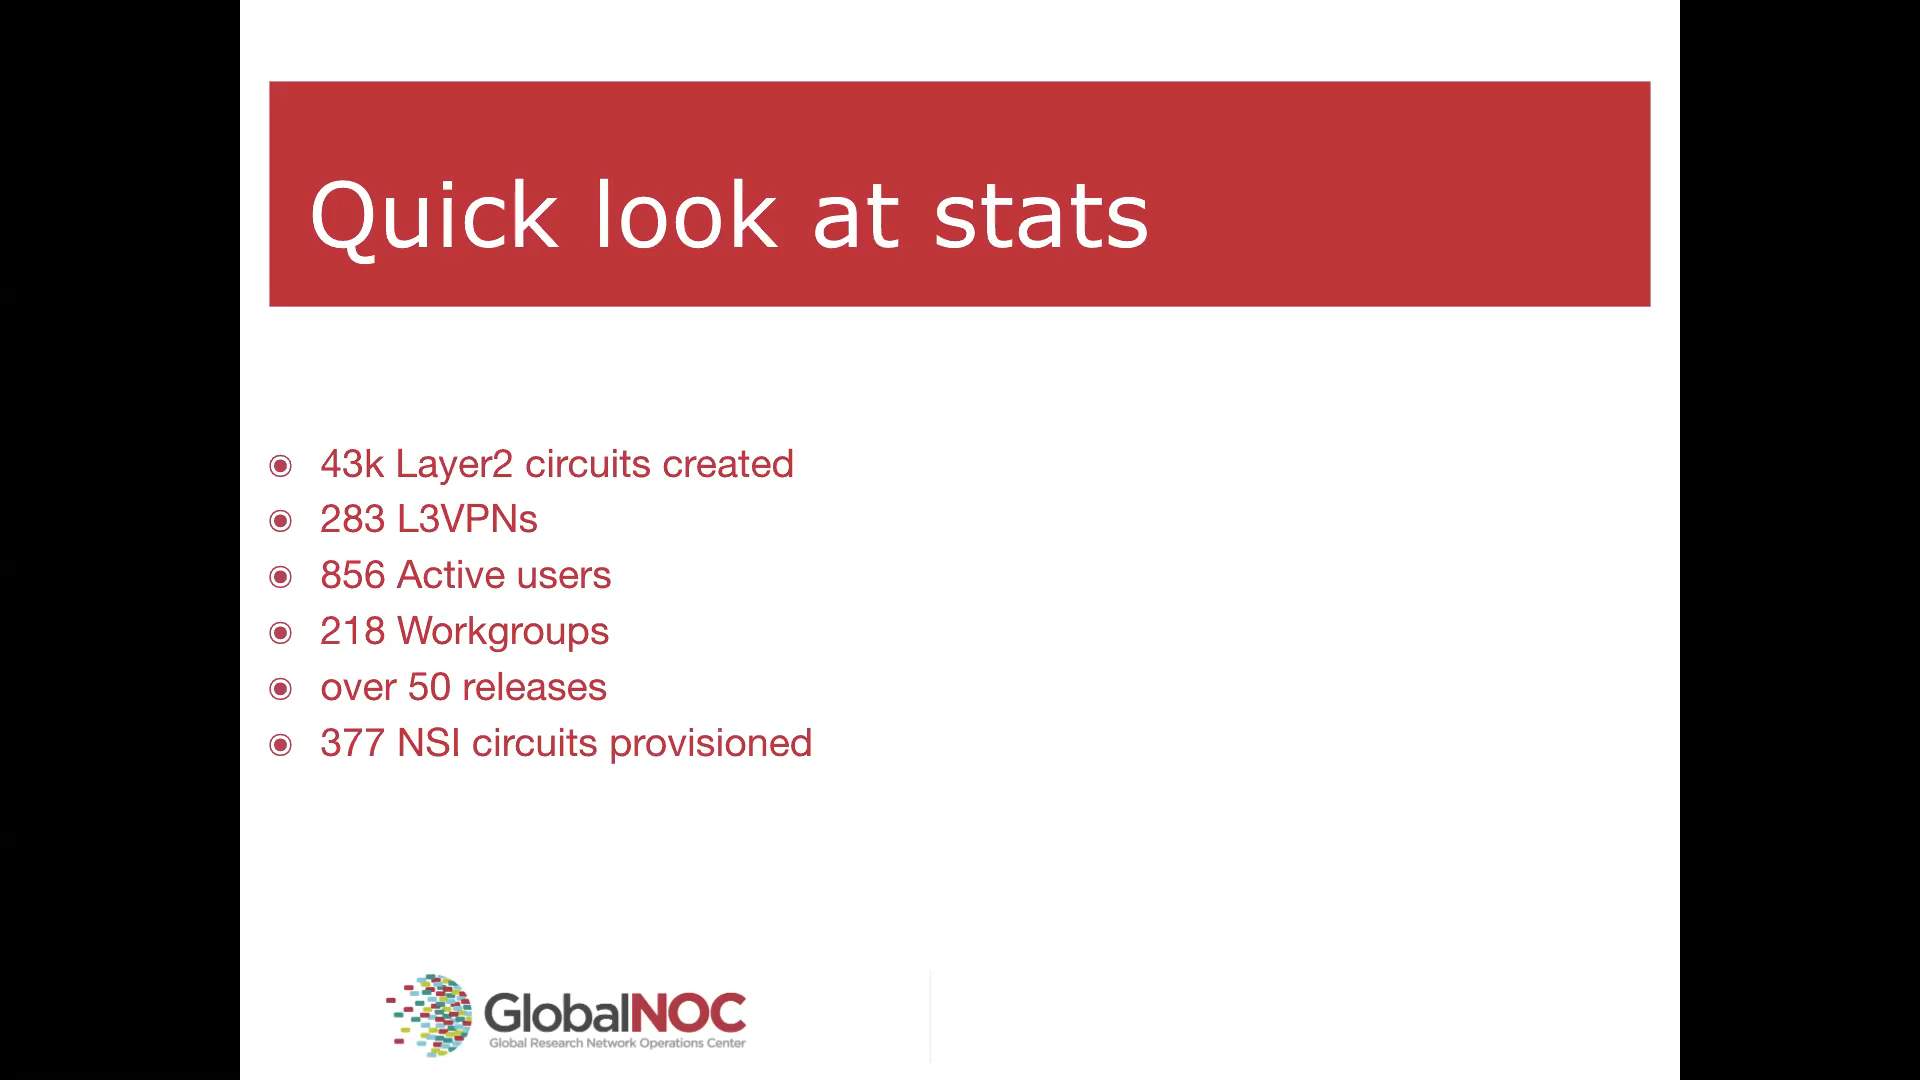 Quick look at stats
43k Layer2 circuits created
283 L3VPNs
856 Active users
218 Workgroups
over 50 releases
377 NSI circuits provisioned
GlobalNOC
Global Research Network Operations Center